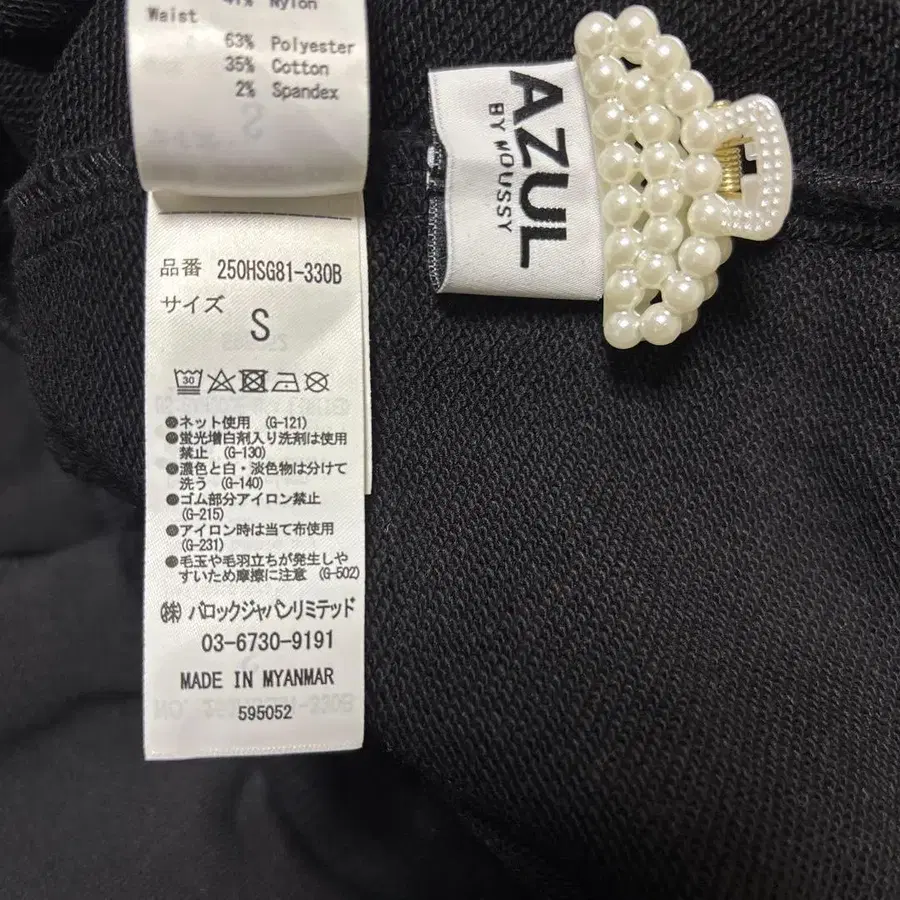 Nylon
Waist
63% Polyester
35% Cotton
2% Spandex
AZUL
BY MOUSSY
品番 250HSG81-330B
サイズ
S
30
●ネット使用 (G-121)
●蛍光増白剤入り洗剤は使用
禁止 (G-130)
●濃色と白・淡色物は分けて
洗う (G-140)
●ゴム部分アイロン禁止
(G-215)
●アイロン時は当て布使用
(G-231)
●毛玉や毛羽立ちが発生しや
すいため摩擦に注意 (G-502)
㈱ バロックジャパンリミテッド
03-6730-9191
MADE IN MYANMAR
595052